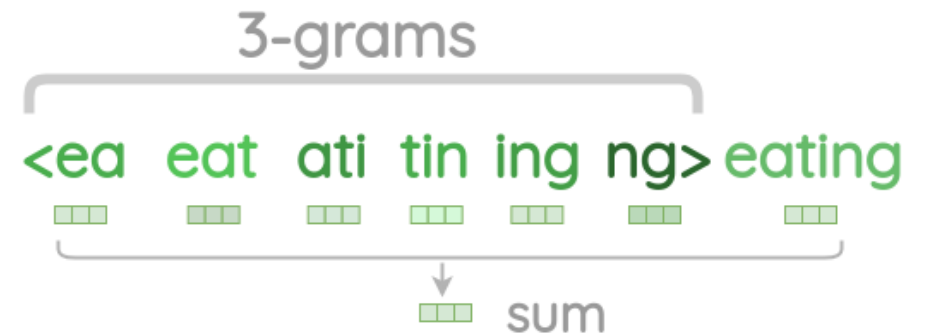 3-grams
<ea eat ati tin ing ng> eating
sum